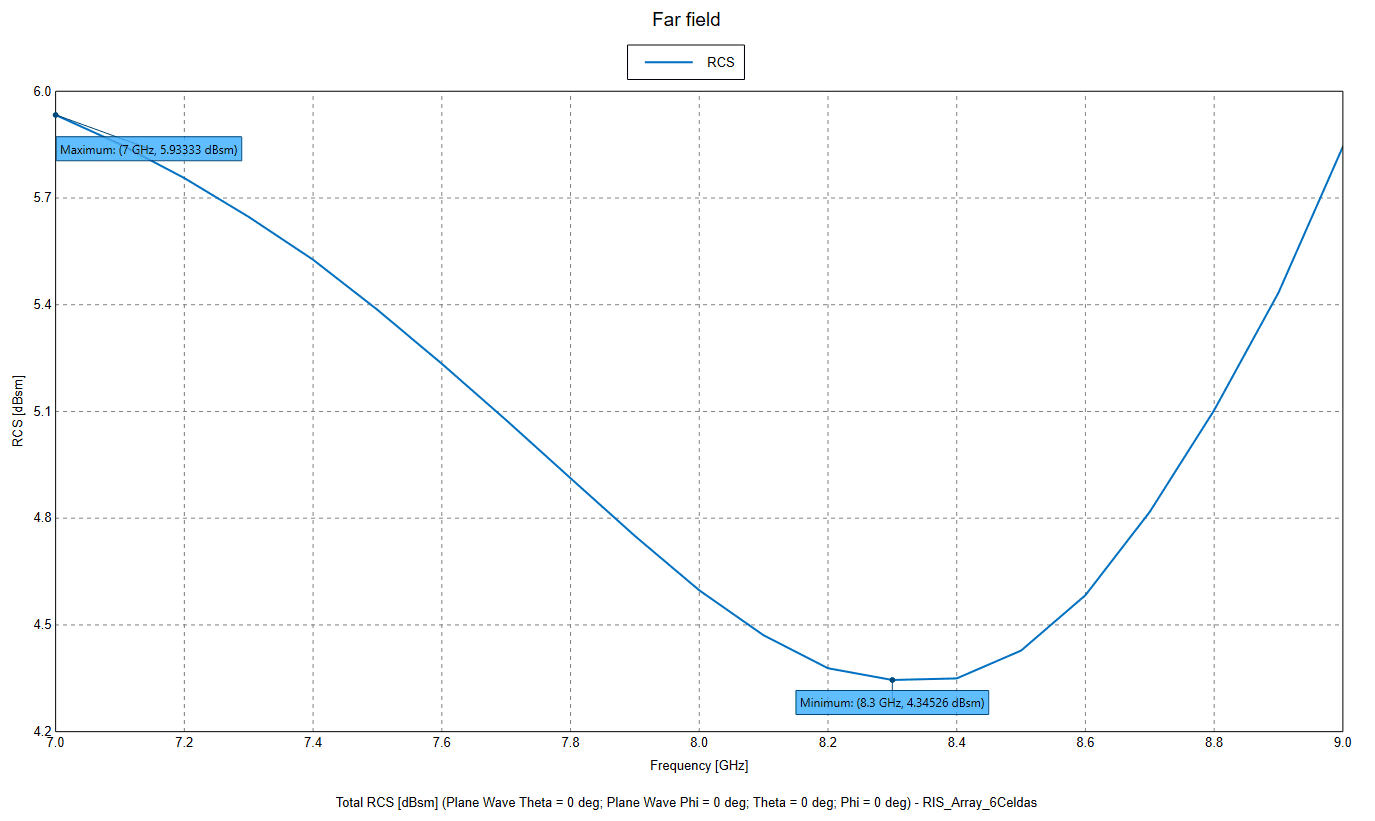 Far field
RCS
6.0
Maximum: (7 GHz, 5.93333 dBsm)
5.7
5.4
5.1
4.8
4.5
4.2
RCS [dBsm]
Minimum: (8.3 GHz, 4.34526 dBsm)
7.0 7.2 7.4 7.6 7.8 8.0 8.2 8.4 8.6 8.8 9.0
Frequency [GHz]
Total RCS [dBsm] (Plane Wave Theta = 0 deg; Plane Wave Phi = 0 deg; Theta = 0 deg; Phi = 0 deg) - RIS_Array_6Celdas